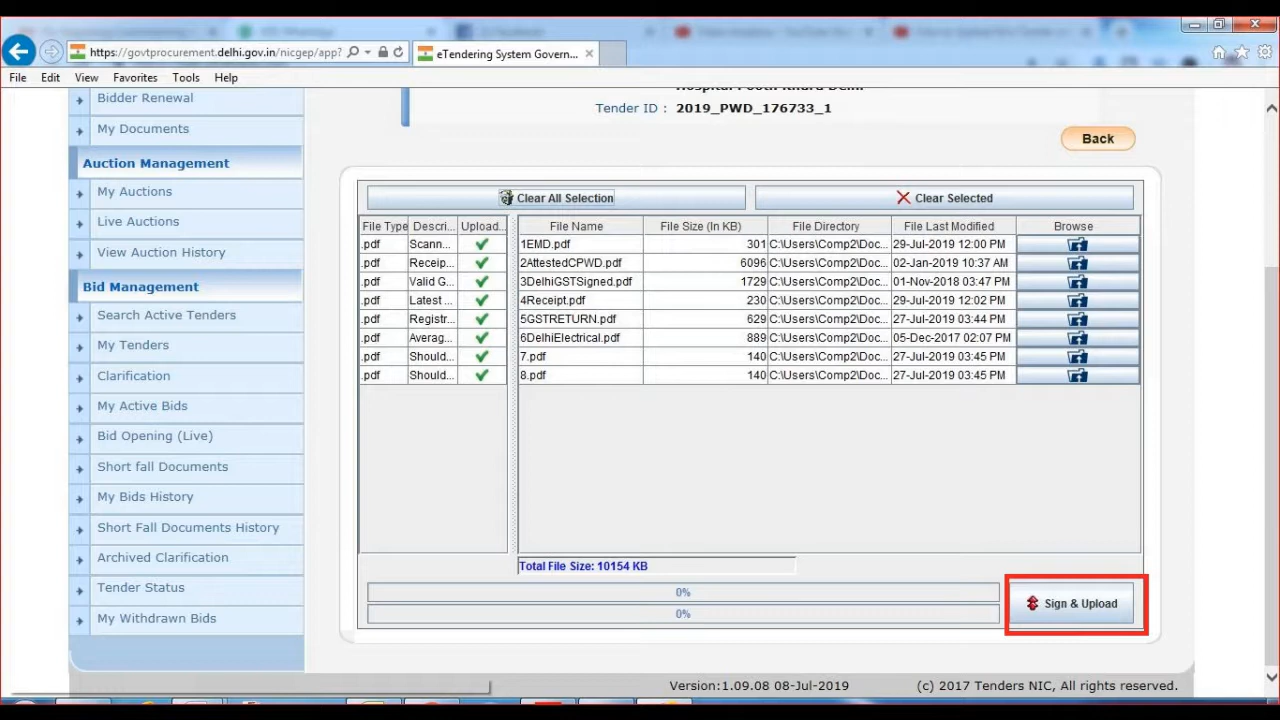 https://govtprocurement.delhi.gov.in/nicgep/app?
eTendering System Govern...
File Edit View Favorites Tools Help
Tender ID : 2019_PWD_176733_1
Back
Bidder Renewal
My Documents
Auction Management
My Auctions
Live Auctions
View Auction History
Bid Management
Search Active Tenders
My Tenders
Clarification
My Active Bids
Bid Opening (Live)
Short fall Documents
My Bids History
Short Fall Documents History
Archived Clarification
Tender Status
My Withdrawn Bids
Clear All Selection Clear Selected
File Type Descri... Upload... File Name File Size (In KB) File Directory File Last Modified Browse
.pdf Scann... 1EMD.pdf 301 C:\Users\Comp2\Doc... 29-Jul-2019 12:00 PM
.pdf Receip... 2AttestedCPWD.pdf 6096 C:\Users\Comp2\Doc... 02-Jan-2019 10:37 AM
.pdf Valid G... 3DelhiGSTSigned.pdf 1729 C:\Users\Comp2\Doc... 01-Nov-2018 03:47 PM
.pdf Latest ... 4Receipt.pdf 230 C:\Users\Comp2\Doc... 29-Jul-2019 12:02 PM
.pdf Registr... 5GSTRETURN.pdf 629 C:\Users\Comp2\Doc... 27-Jul-2019 03:44 PM
.pdf Averag... 6DelhiElectrical.pdf 889 C:\Users\Comp2\Doc... 05-Dec-2017 02:07 PM
.pdf Should... 7.pdf 140 C:\Users\Comp2\Doc... 27-Jul-2019 03:45 PM
.pdf Should... 8.pdf 140 C:\Users\Comp2\Doc... 27-Jul-2019 03:45 PM
Total File Size: 10154 KB
0%
0%
Sign & Upload
Version:1.09.08 08-Jul-2019 (c) 2017 Tenders NIC, All rights reserved.